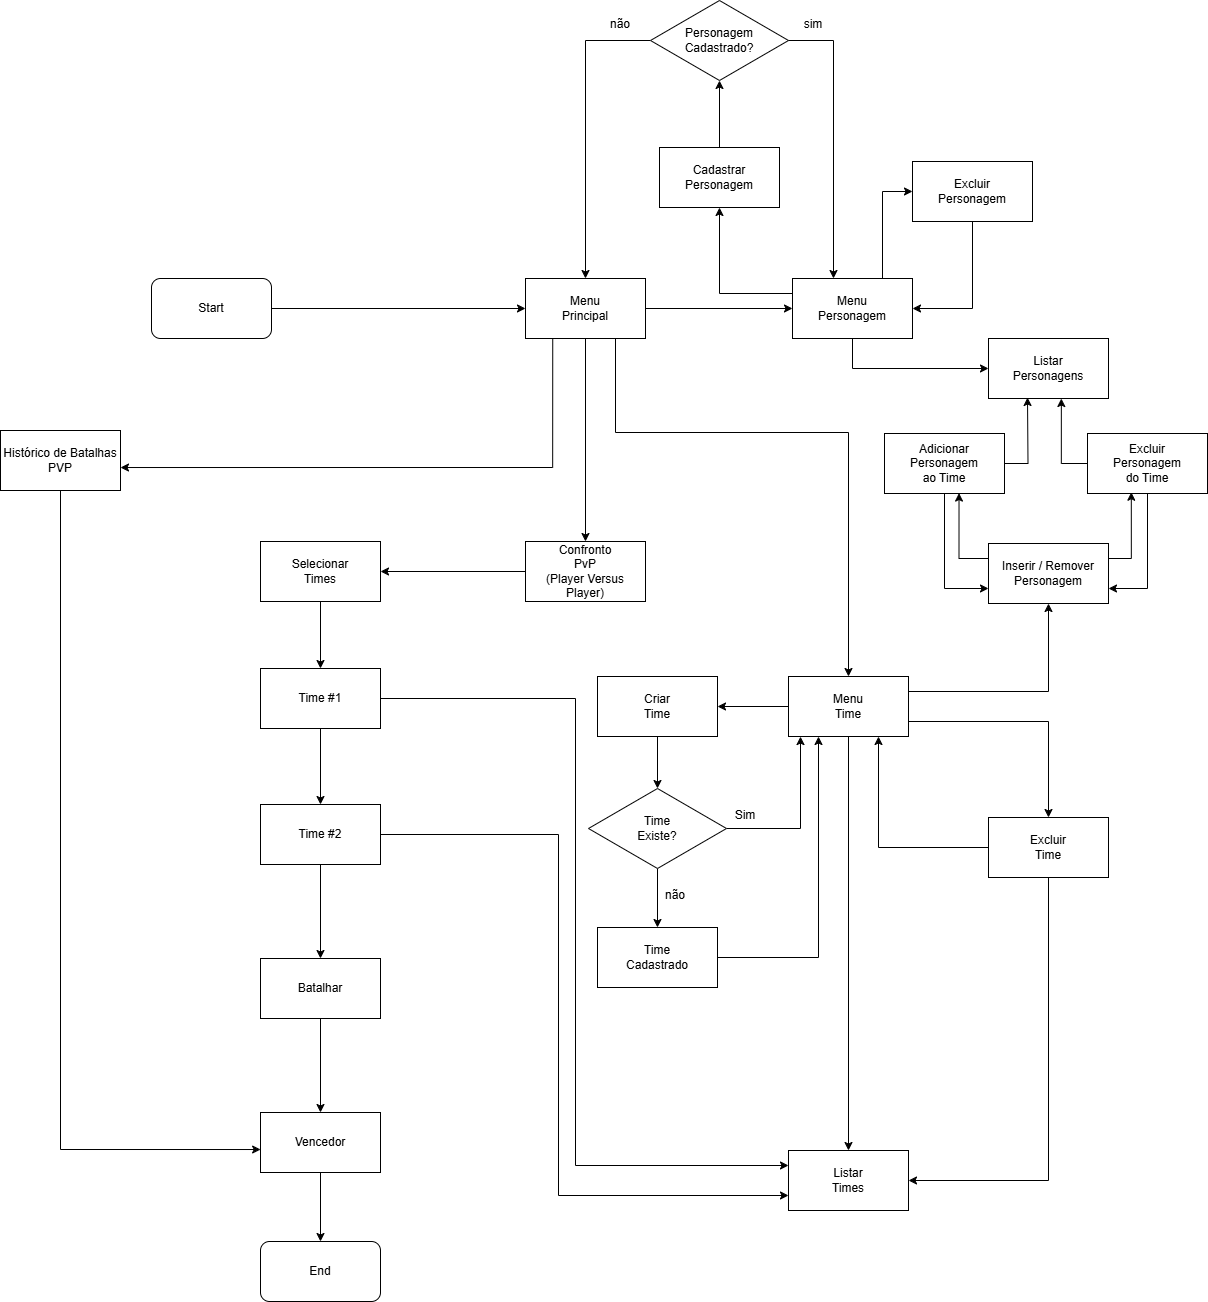 não
Personagem
Cadastrado?
sim
Cadastrar
Personagem
Excluir
Personagem
Start
Menu
Principal
Menu
Personagem
Listar
Personagens
Histórico de Batalhas
PVP
Adicionar
Personagem
ao Time
Excluir
Personagem
do Time
Selecionar
Times
Confronto
PvP
(Player Versus
Player)
Inserir / Remover
Personagem
Time #1
Criar
Time
Menu
Time
Time #2
Time
Existe?
Sim
Excluir
Time
não
Time
Cadastrado
Batalhar
Vencedor
Listar
Times
End